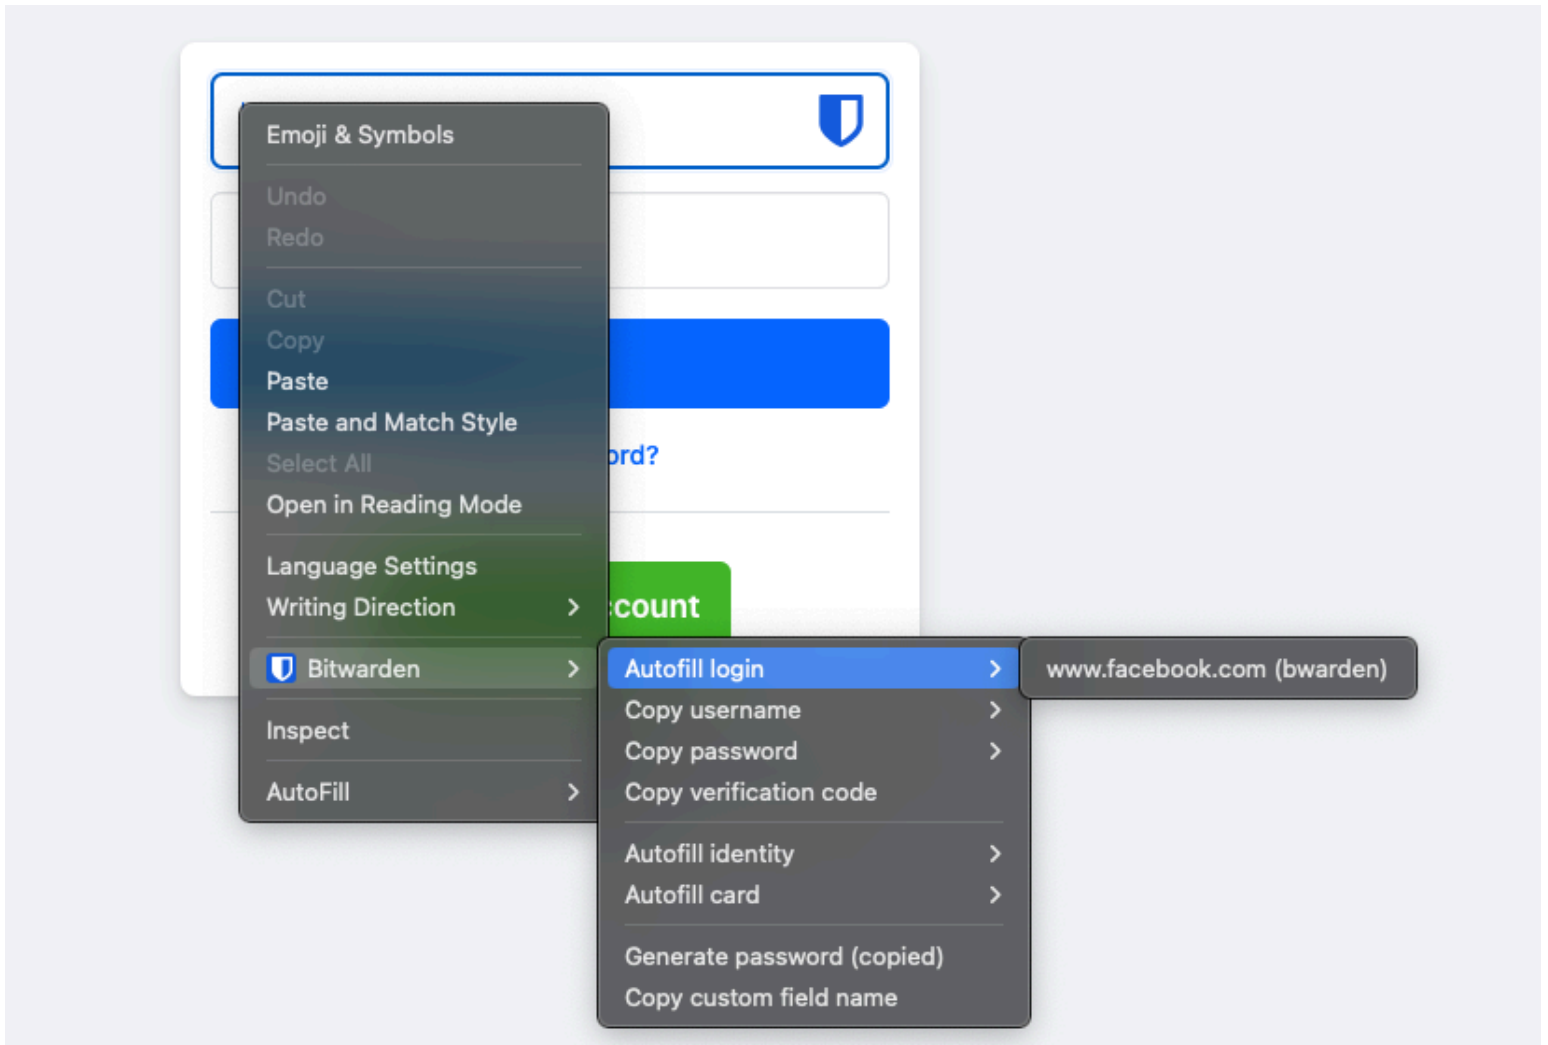 Emoji & Symbols
Undo
Redo
Cut
Copy
Paste
Paste and Match Style
Select All
ord?
Open in Reading Mode
Language Settings
Writing Direction
count
Bitwarden
Autofill login
www.facebook.com (bwarden)
Copy username
Inspect
Copy password
AutoFill
Copy verification code
Autofill identity
Autofill card
Generate password (copied)
Copy custom field name